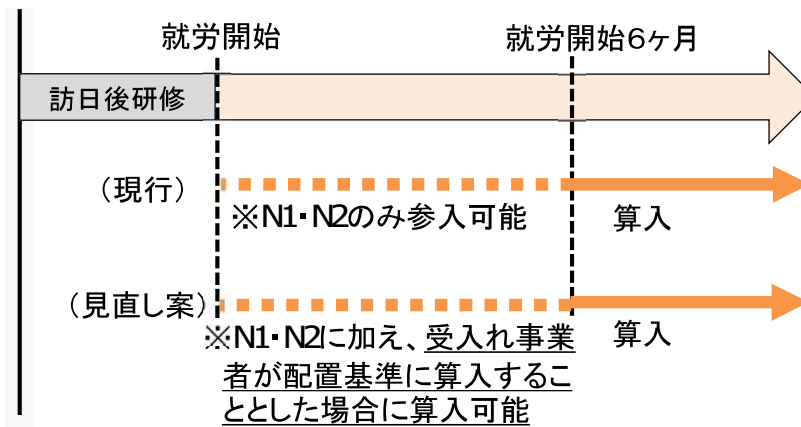 就労開始
就労開始6ヶ月
訪日後研修
（現行）
※N1・N2のみ参入可能
算入
（見直し案）
※N1・N2に加え、受入れ事業
者が配置基準に算入するこ
ととした場合に算入可能
算入